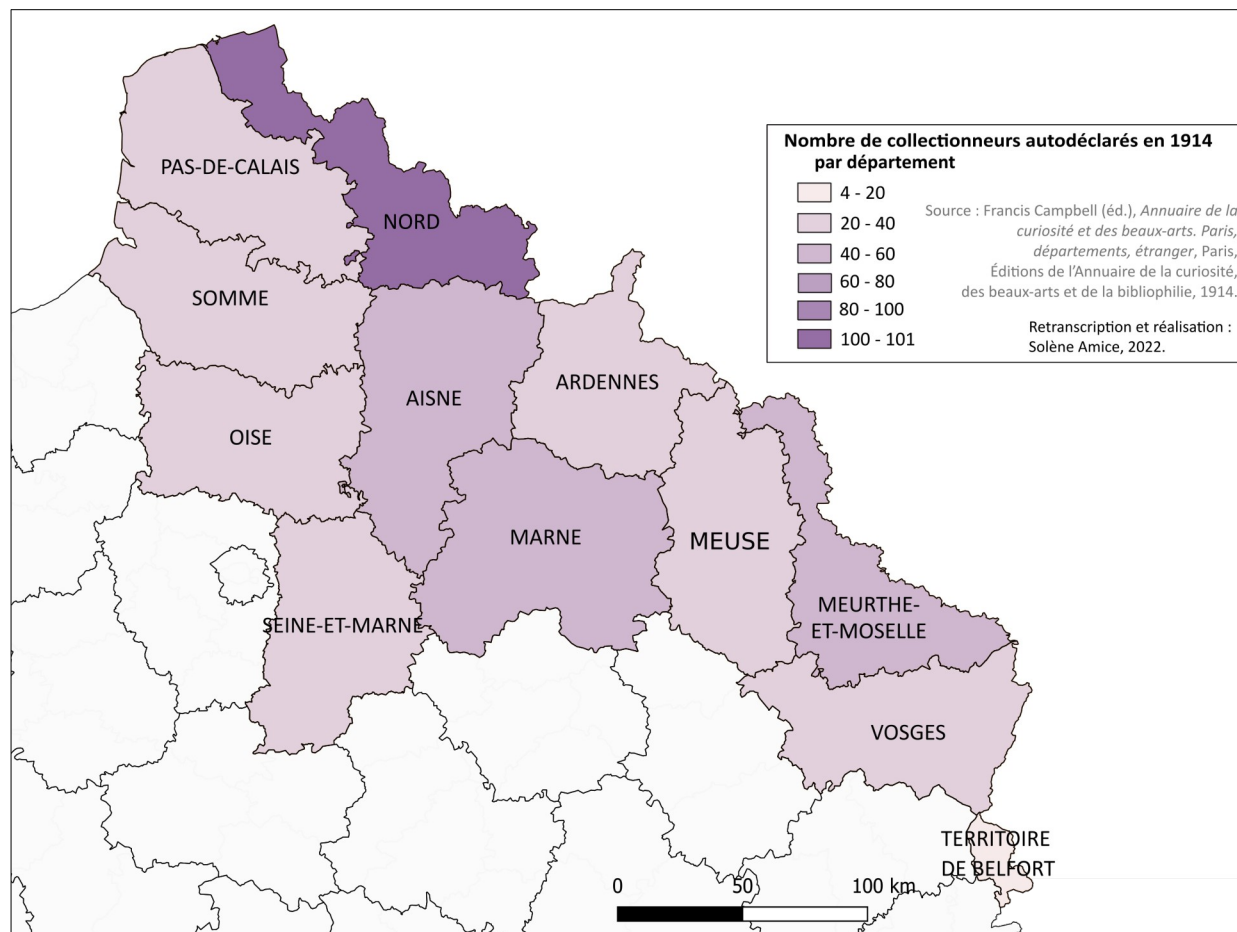 PAS-DE-CALAIS
NORD
SOMME
AISNE
ARDENNES
OISE
MARNE
MEUSE
SEINE-ET-MARNE
MEURTHE-
ET-MOSELLE
VOSGES
TERRITOIRE
DE BELFORT
Nombre de collectionneurs autodéclarés en 1914
par département
4 - 20
20 - 40
40 - 60
60 - 80
80 - 100
100 - 101
Source : Francis Campbell (éd.), Annuaire de la
curiosité et des beaux-arts. Paris,
départements, étranger, Paris,
Éditions de l'Annuaire de la curiosité,
des beaux-arts et de la bibliophilie, 1914.
Retranscription et réalisation :
Solène Amice, 2022.
0 50 100 km